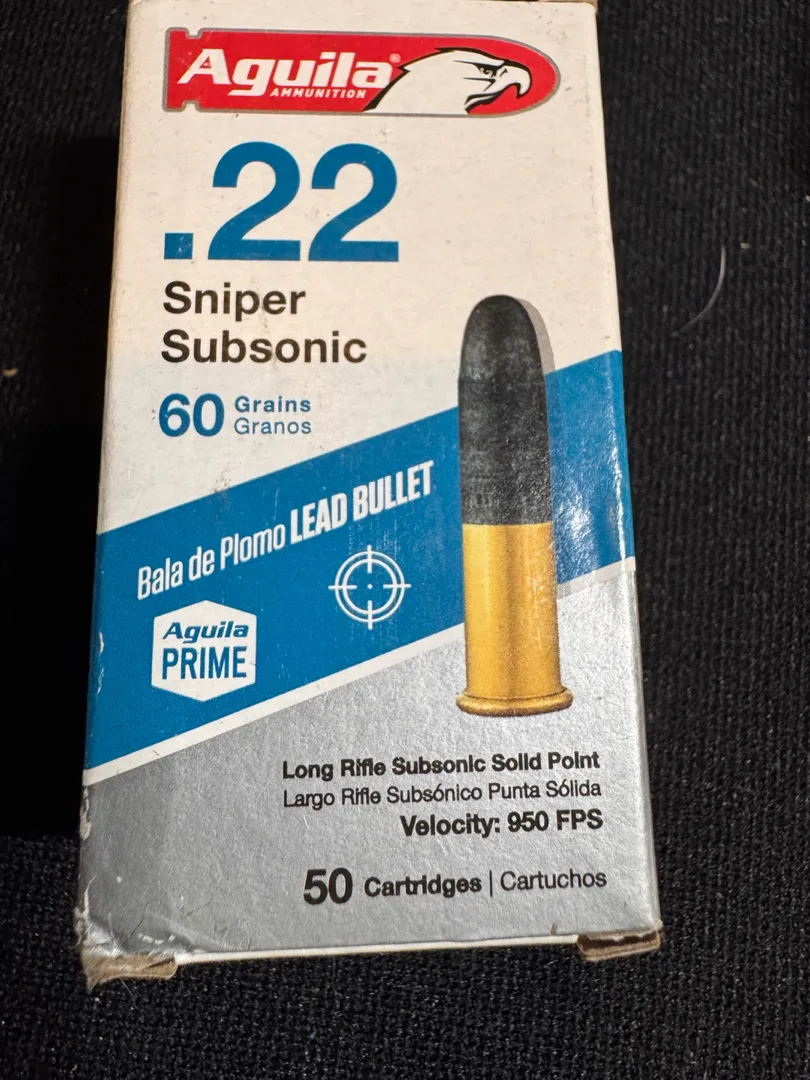 Aguila®
AMMUNITION
.22
Sniper
Subsonic
60 Grains
Granos
Bala de Plomo LEAD BULLET
Aguila
PRIME
Long Rifle Subsonic Solid Point
Largo Rifle Subsónico Punta Sólida
Velocity: 950 FPS
50 Cartridges | Cartuchos